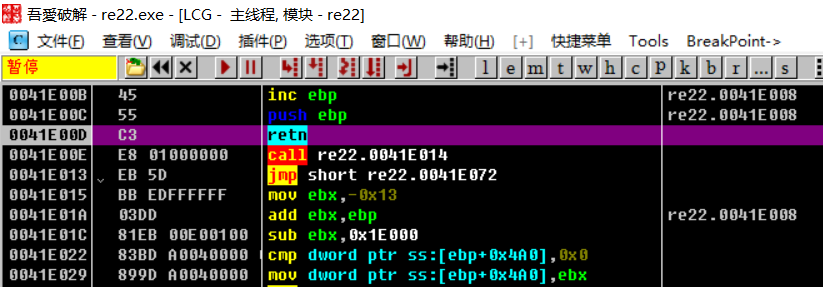 吾愛破解 - re22.exe - [LCG - 主线程, 模块 - re22]
C 文件(F) 查看(V) 调试(D) 插件(P) 选项(T) 窗口(W) 帮助(H) [+] 快捷菜单 Tools BreakPoint->
暂停 l e m t w h c p k b r ... s
0041E00B 45 inc ebp re22.0041E008
0041E00C 55 push ebp re22.0041E008
0041E00D C3 retn
0041E00E E8 01000000 call re22.0041E014
0041E013 EB 5D jmp short re22.0041E072
0041E015 BB EDFFFFFF mov ebx,-0x13
0041E01A 03DD add ebx,ebp re22.0041E008
0041E01C 81EB 00E00100 sub ebx,0x1E000
0041E022 83BD A0040000 cmp dword ptr ss:[ebp+0x4A0],0x0
0041E029 899D A0040000 mov dword ptr ss:[ebp+0x4A0],ebx